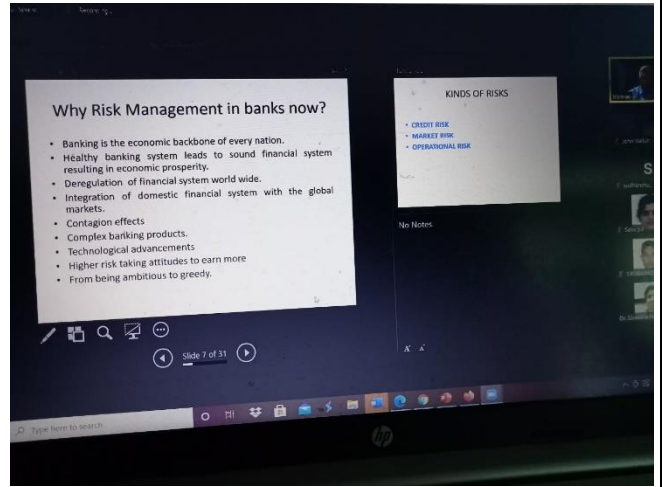 Why Risk Management in banks now?
• Banking is the economic backbone of every nation.
• Healthy banking system leads to sound financial system
resulting in economic prosperity.
• Deregulation of financial system world wide.
• Integration of domestic financial system with the global
markets.
• Contagion effects
• Complex banking products.
• Technological advancements
• Higher risk taking attitudes to earn more
• From being ambitious to greedy.
Slide 7 of 31
KINDS OF RISKS
• CREDIT RISK
• MARKET RISK
• OPERATIONAL RISK
No Notes
A A
S
Type here to search
hp